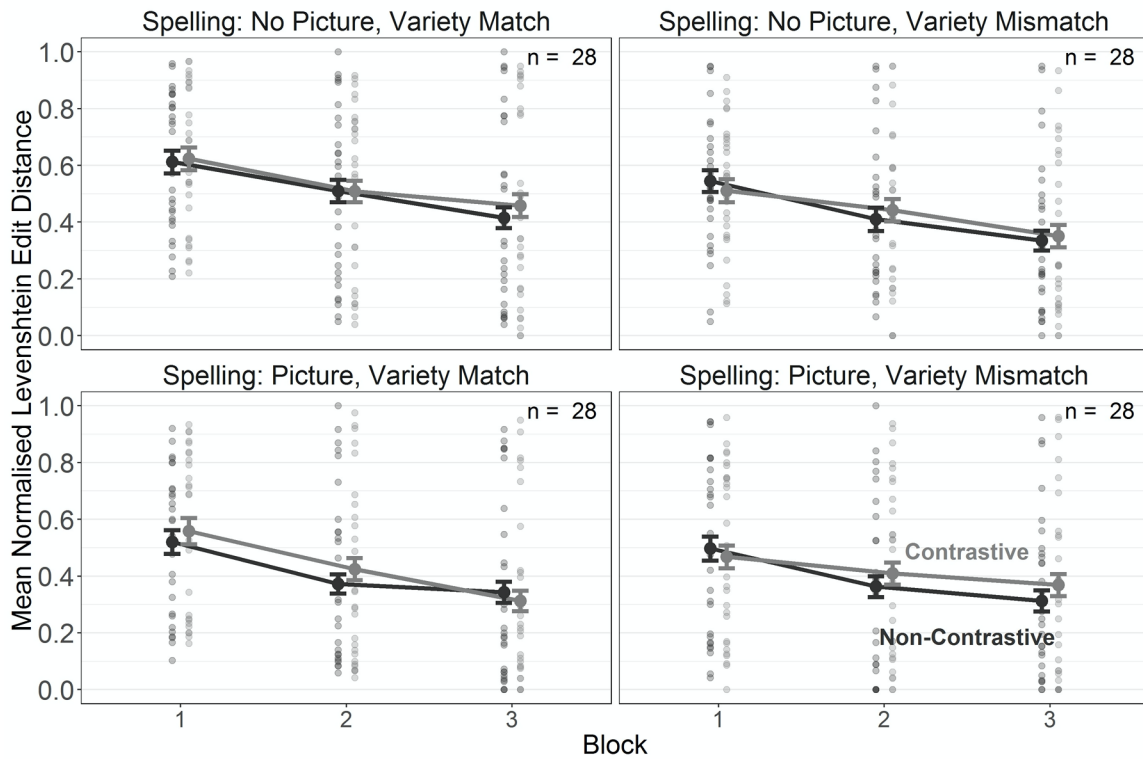 Mean Normalised Levenshtein Edit Distance
Spelling: No Picture, Variety Match
n = 28
1.0
0.8
0.6
0.4
0.2
0.0
Spelling: No Picture, Variety Mismatch
n = 28
Spelling: Picture, Variety Match
n = 28
1.0
0.8
0.6
0.4
0.2
0.0
Spelling: Picture, Variety Mismatch
n = 28
Contrastive
Non-Contrastive
1 2 3
1 2 3
Block